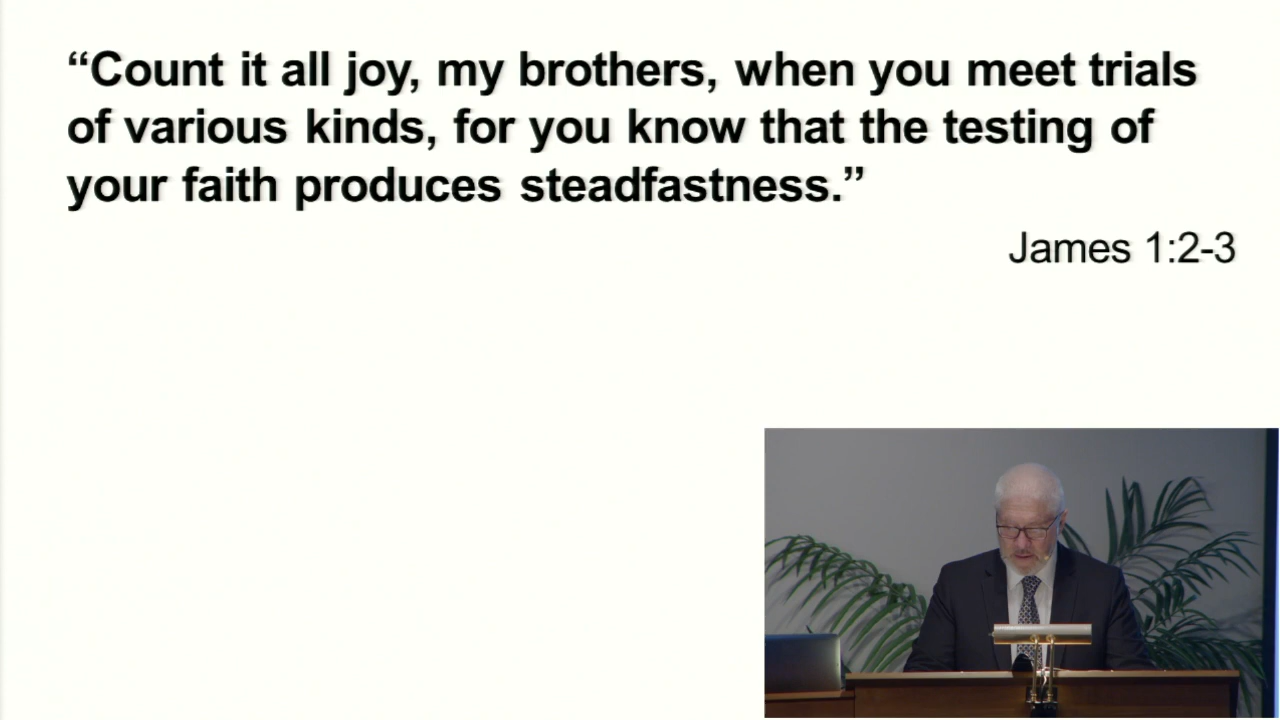 “Count it all joy, my brothers, when you meet trials
of various kinds, for you know that the testing of
your faith produces steadfastness.”
James 1:2-3